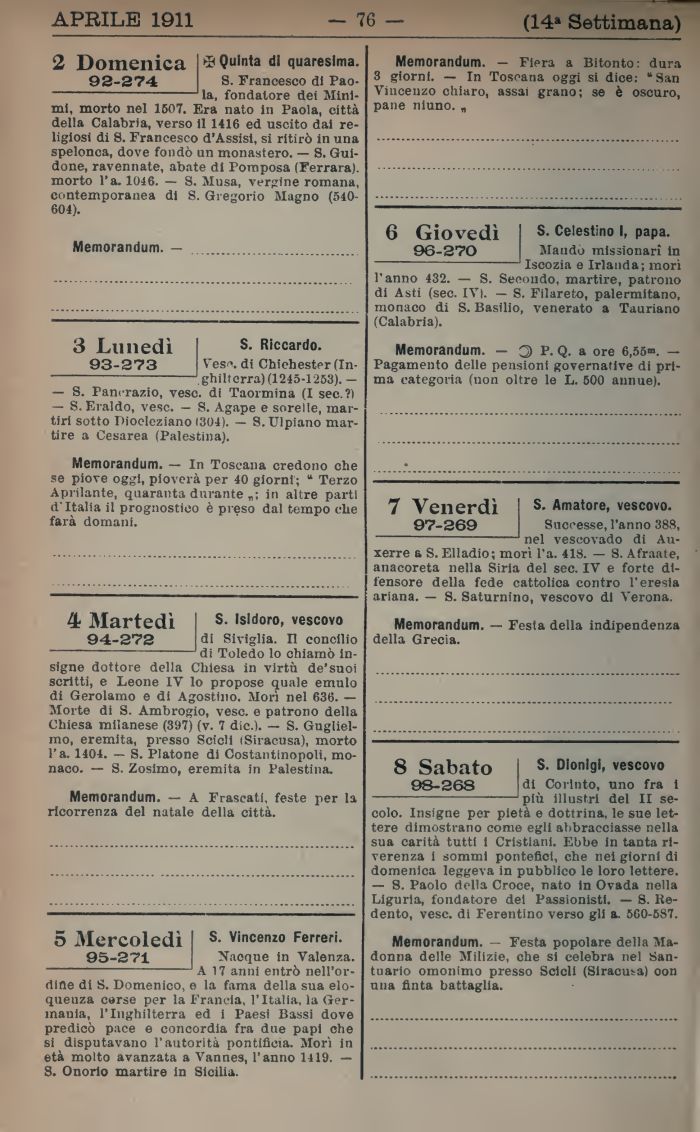 APRILE 1911 — 76 — (14ª Settimana)
2 Domenica
92-274
✠ Quinta di quaresima.
S. Francesco di Pao-
la, fondatore dei Mini-
mi, morto nel 1507. Era nato in Paola, città
della Calabria, verso il 1416 ed uscito dai re-
ligiosi di S. Francesco d'Assisi, si ritirò in una
spelonca, dove fondò un monastero. — S. Gui-
done, ravennate, abate di Pomposa (Ferrara).
morto l'a. 1046. — S. Musa, vergine romana,
contemporanea di S. Gregorio Magno (540-
604).
Memorandum. —
3 Lunedì
93-273
S. Riccardo.
Vesc. di Chichester (In-
ghilterra) (1245-1253). —
— S. Pancrazio, vesc. di Taormina (I sec.?)
— S. Eraldo, vesc. — S. Agape e sorelle, mar-
tiri sotto Diocleziano (304). — S. Ulpiano mar-
tire a Cesarea (Palestina).
Memorandum. — In Toscana credono che
se piove oggi, pioverà per 40 giorni; “ Terzo
Aprilante, quaranta durante „; in altre parti
d'Italia il prognostico è preso dal tempo che
farà domani.
4 Martedì
94-272
S. Isidoro, vescovo
di Siviglia. Il concilio
di Toledo lo chiamò in-
signe dottore della Chiesa in virtù de'suoi
scritti, e Leone IV lo propose quale emulo
di Gerolamo e di Agostino. Morì nel 636. —
Morte di S. Ambrogio, vesc. e patrono della
Chiesa milanese (397) (v. 7 dic.). — S. Gugliel-
mo, eremita, presso Scicli (Siracusa), morto
l'a. 1404. — S. Platone di Costantinopoli, mo-
naco. — S. Zosimo, eremita in Palestina.
Memorandum. — A Frascati, feste per la
ricorrenza del natale della città.
5 Mercoledì
95-271
S. Vincenzo Ferreri.
Nacque in Valenza.
A 17 anni entrò nell'or-
dine di S. Domenico, e la fama della sua elo-
quenza corse per la Francia, l'Italia, la Ger-
mania, l'Inghilterra ed i Paesi Bassi dove
predicò pace e concordia fra due papi che
si disputavano l'autorità pontificia. Morì in
età molto avanzata a Vannes, l'anno 1419. —
S. Onorio martire in Sicilia.
Memorandum. — Fiera a Bitonto: dura
3 giorni. — In Toscana oggi si dice: “ San
Vincenzo chiaro, assai grano; se è oscuro,
pane niuno. „
6 Giovedì
96-270
S. Celestino I, papa.
Mandò missionari in
Iscozia e Irlanda; morì
l'anno 432. — S. Secondo, martire, patrono
di Asti (sec. IV). — S. Filareto, palermitano,
monaco di S. Basilio, venerato a Tauriano
(Calabria).
Memorandum. — ☽ P. Q. a ore 6,55m. —
Pagamento delle pensioni governative di pri-
ma categoria (non oltre le L. 500 annue).
7 Venerdì
97-269
S. Amatore, vescovo.
Successe, l'anno 388,
nel vescovado di Au-
xerre a S. Elladio; morì l'a. 418. — S. Afraate,
anacoreta nella Siria del sec. IV e forte di-
fensore della fede cattolica contro l'eresia
ariana. — S. Saturnino, vescovo di Verona.
Memorandum. — Festa della indipendenza
della Grecia.
8 Sabato
98-268
S. Dionigi, vescovo
di Corinto, uno fra i
più illustri del II se-
colo. Insigne per pietà e dottrina, le sue let-
tere dimostrano come egli abbracciasse nella
sua carità tutti i Cristiani. Ebbe in tanta ri-
verenza i sommi pontefici, che nei giorni di
domenica leggeva in pubblico le loro lettere.
— S. Paolo della Croce, nato in Ovada nella
Liguria, fondatore dei Passionisti. — S. Re-
dento, vesc. di Ferentino verso gli a. 560-587.
Memorandum. — Festa popolare della Ma-
donna delle Milizie, che si celebra nel San-
tuario omonimo presso Scicli (Siracusa) con
una finta battaglia.